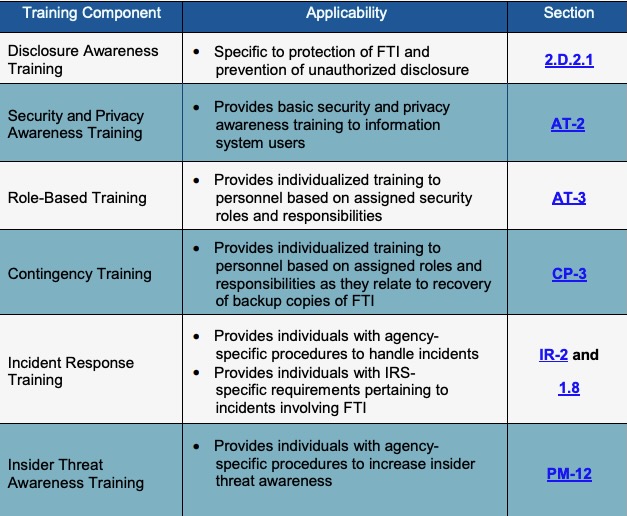 Training Component Applicability Section
Disclosure Awareness
Training
• Specific to protection of FTI and
prevention of unauthorized disclosure
2.D.2.1
Security and Privacy
Awareness Training
• Provides basic security and privacy
awareness training to information
system users
AT-2
Role-Based Training
• Provides individualized training to
personnel based on assigned security
roles and responsibilities
AT-3
Contingency Training
• Provides individualized training to
personnel based on assigned roles and
responsibilities as they relate to recovery
of backup copies of FTI
CP-3
Incident Response
Training
• Provides individuals with agency-
specific procedures to handle incidents
• Provides individuals with IRS-
specific requirements pertaining to
incidents involving FTI
IR-2 and
1.8
Insider Threat
Awareness Training
• Provides individuals with agency-
specific procedures to increase insider
threat awareness
PM-12